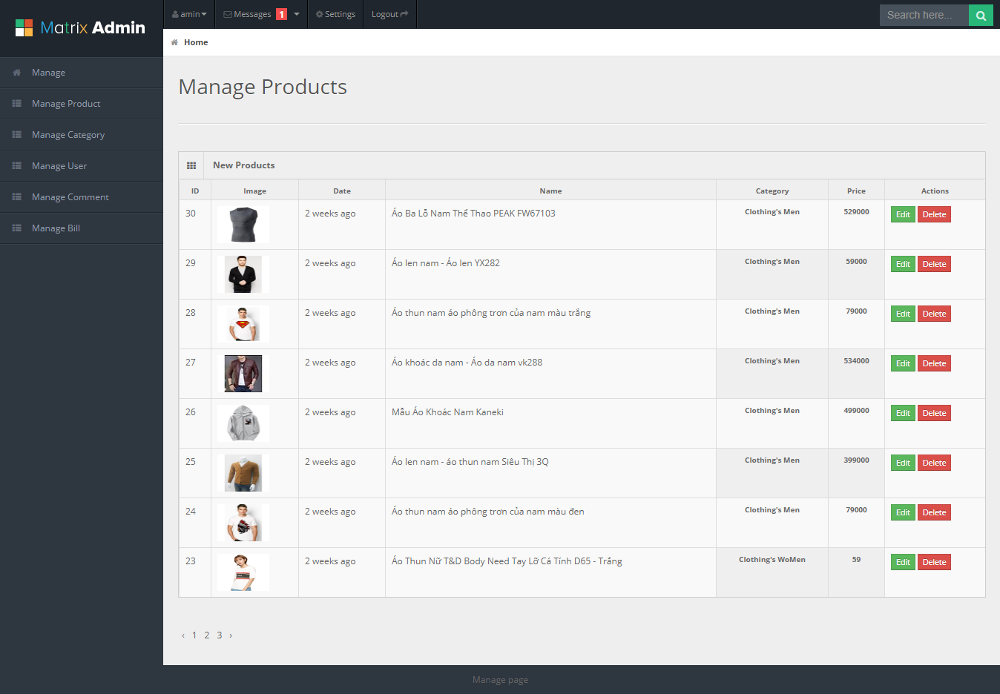 Matrix Admin
amin
Messages 1
Settings
Logout
Search here...
Home
Manage
Manage Product
Manage Category
Manage User
Manage Comment
Manage Bill
Manage Products
New Products
ID Image Date Name Category Price Actions
30 2 weeks ago Áo Ba Lỗ Nam Thể Thao PEAK FW67103 Clothing's Men 529000 Edit Delete
29 2 weeks ago Áo len nam - Áo len YX282 Clothing's Men 59000 Edit Delete
28 2 weeks ago Áo thun nam áo phông trơn của nam màu trắng Clothing's Men 79000 Edit Delete
27 2 weeks ago Áo khoác da nam - Áo da nam vk288 Clothing's Men 534000 Edit Delete
26 2 weeks ago Mẫu Áo Khoác Nam Kaneki Clothing's Men 499000 Edit Delete
25 2 weeks ago Áo len nam - áo thun nam Siêu Thị 3Q Clothing's Men 399000 Edit Delete
24 2 weeks ago Áo thun nam áo phông trơn của nam màu đen Clothing's Men 79000 Edit Delete
23 2 weeks ago Áo Thun Nữ T&D Body Need Tay Lỡ Cá Tính D65 - Trắng Clothing's WoMen 59 Edit Delete
‹ 1 2 3 ›
Manage page